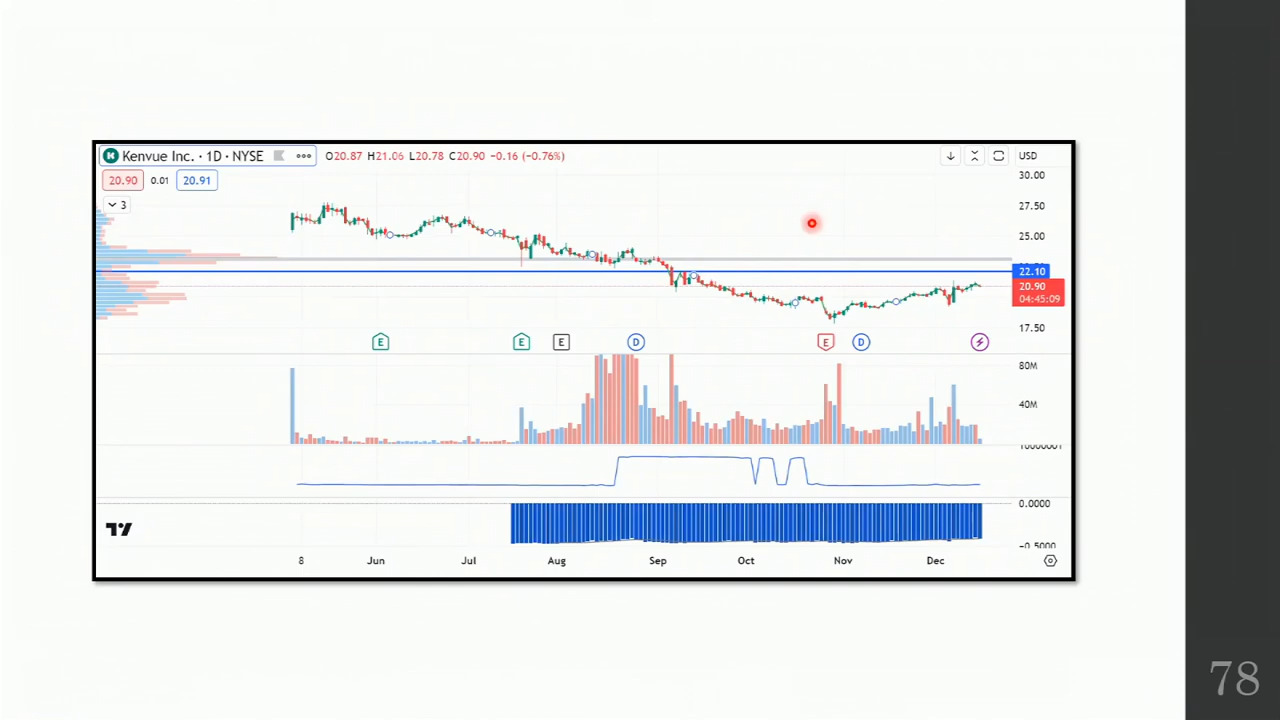 Kenvue Inc. · 1D · NYSE
O20.87 H21.06 L20.78 C20.90 −0.16 (−0.76%)
USD
20.90 0.01 20.91
3
30.00
27.50
25.00
22.10
20.90
04:45:09
17.50
E E E D E D
80M
40M
10000001
0.0000
−0.5000
8 Jun Jul Aug Sep Oct Nov Dec
78